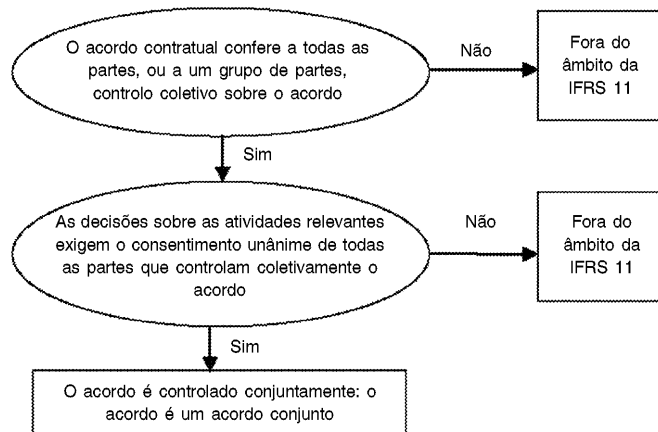 O acordo contratual confere a todas as
partes, ou a um grupo de partes,
controlo coletivo sobre o acordo
Não
Fora do
âmbito da
IFRS 11
Sim
As decisões sobre as atividades relevantes
exigem o consentimento unânime de todas
as partes que controlam coletivamente o
acordo
Não
Fora do
âmbito da
IFRS 11
Sim
O acordo é controlado conjuntamente: o
acordo é um acordo conjunto